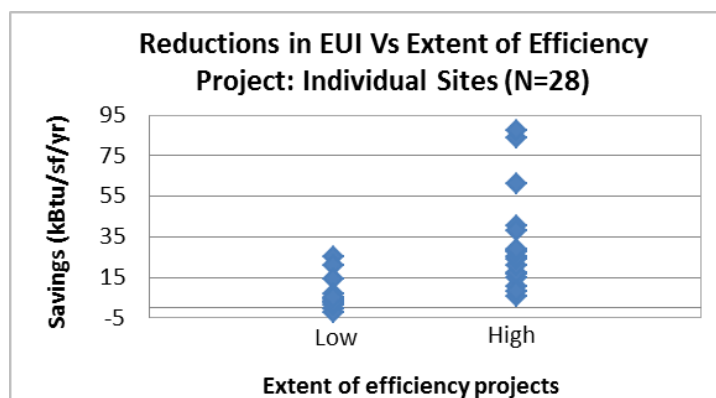 Reductions in EUI Vs Extent of Efficiency
Project: Individual Sites (N=28)
Savings (kBtu/sf/yr)
95
75
55
35
15
-5
Low High
Extent of efficiency projects